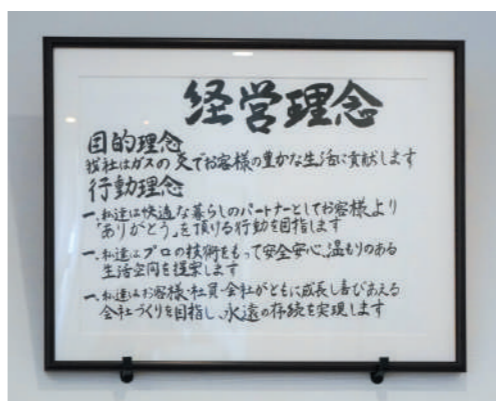 経営理念
目的理念
我社はガスの炎でお客様の豊かな生活に貢献します
行動理念
一、私達は快適な暮らしのパートナーとしてお客様より
「ありがとう」を頂ける行動を目指します
一、私達はプロの技術をもって安全安心、温もりのある
生活空間を提案します
一、私達はお客様・社員・会社がともに成長し喜びあえる
会社づくりを目指し、永遠の存続を実現します